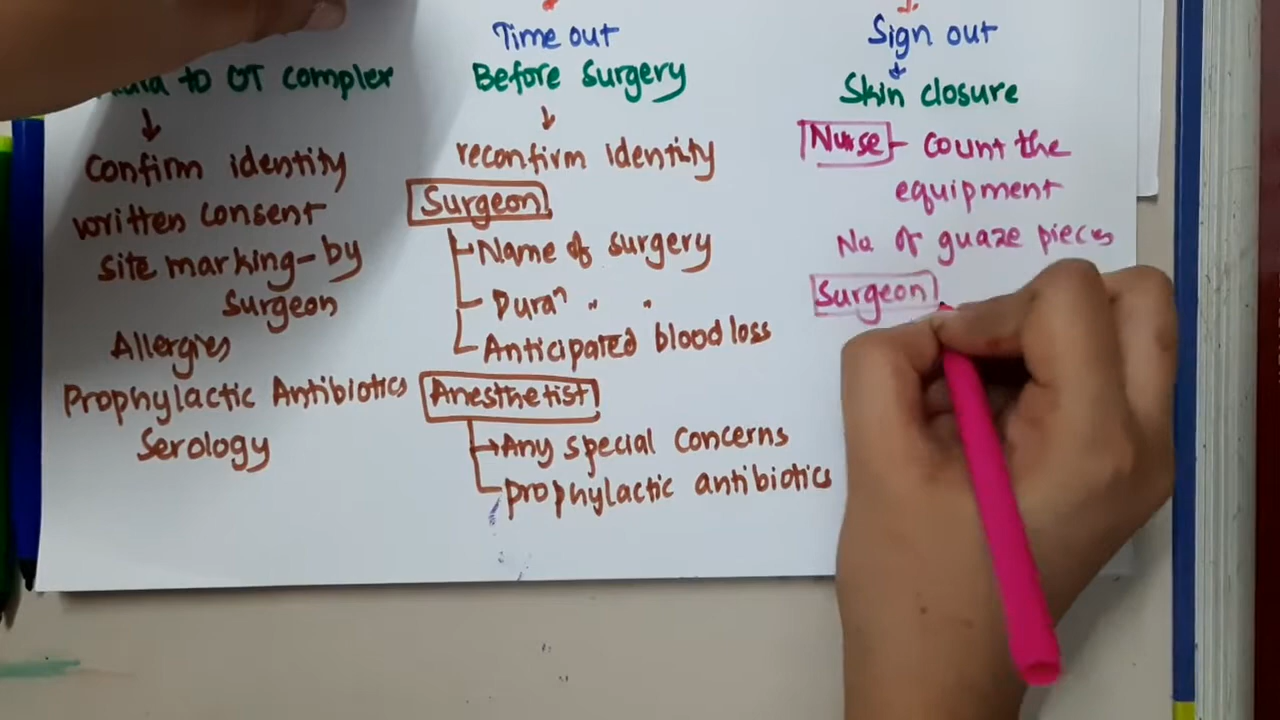 to OT complex
↓
Confirm identity
written consent
Site marking - by
Surgeon
Allergies
Prophylactic Antibiotics
Serology
Time out
Before Surgery
↓
reconfirm identity
Surgeon
Name of surgery
Duraⁿ " "
Anticipated blood loss
Anesthetist
Any special concerns
prophylactic antibiotics
Sign out
↓
Skin closure
Nurse - Count the
equipment
No of guaze pieces
Surgeon